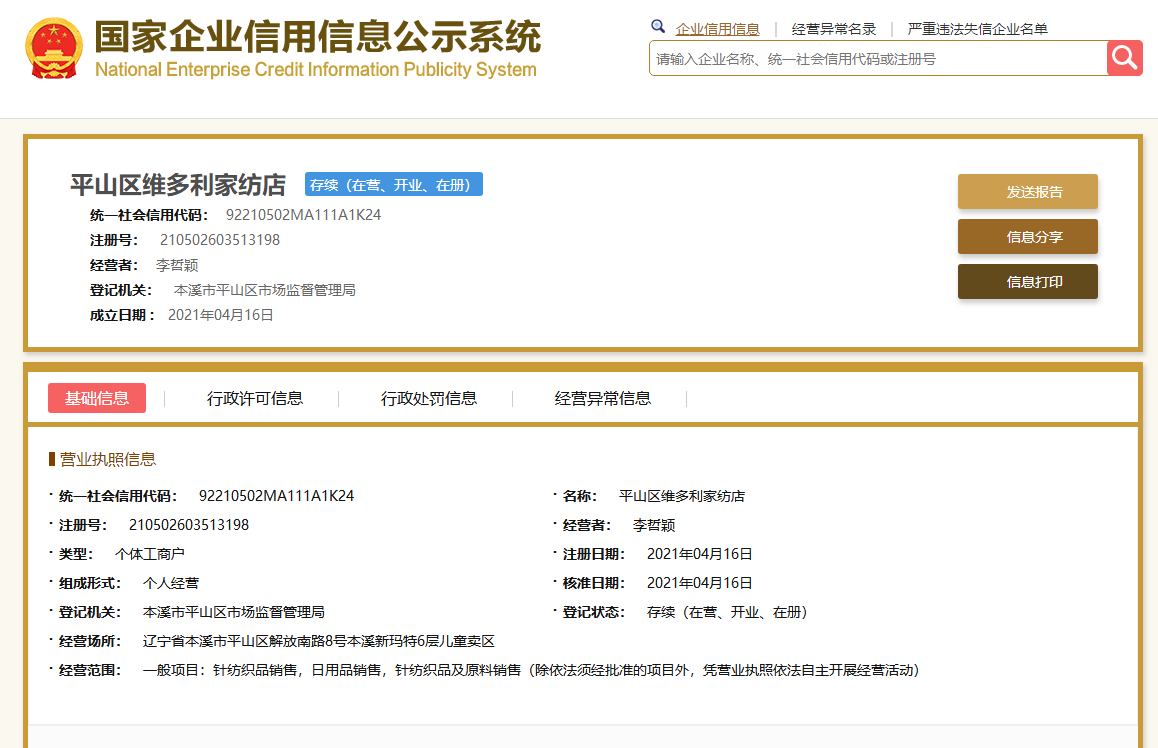 国家企业信用信息公示系统
National Enterprise Credit Information Publicity System
企业信用信息 | 经营异常名录 | 严重违法失信企业名单
请输入企业名称、统一社会信用代码或注册号
平山区维多利家纺店 存续（在营、开业、在册）
统一社会信用代码： 92210502MA111A1K24
注册号： 210502603513198
经营者： 李哲颖
登记机关： 本溪市平山区市场监督管理局
成立日期： 2021年04月16日
发送报告
信息分享
信息打印
基础信息 | 行政许可信息 | 行政处罚信息 | 经营异常信息 |
营业执照信息
· 统一社会信用代码： 92210502MA111A1K24 · 名称： 平山区维多利家纺店
· 注册号： 210502603513198 · 经营者： 李哲颖
· 类型： 个体工商户 · 注册日期： 2021年04月16日
· 组成形式： 个人经营 · 核准日期： 2021年04月16日
· 登记机关： 本溪市平山区市场监督管理局 · 登记状态： 存续（在营、开业、在册）
· 经营场所： 辽宁省本溪市平山区解放南路8号本溪新玛特6层儿童卖区
· 经营范围： 一般项目：针纺织品销售，日用品销售，针纺织品及原料销售（除依法须经批准的项目外，凭营业执照依法自主开展经营活动）